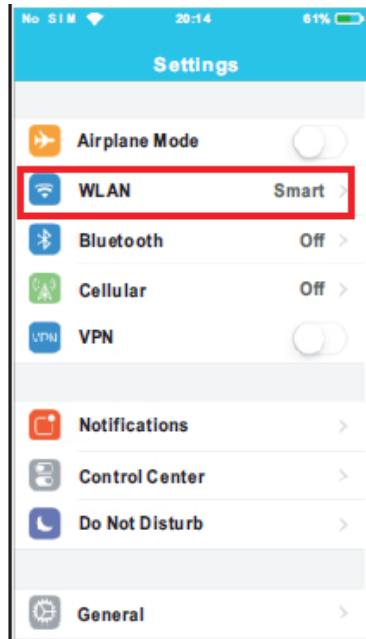 No SIM 20:14 61%
Settings
Airplane Mode
WLAN Smart
Bluetooth Off
Cellular Off
VPN VPN
Notifications
Control Center
Do Not Disturb
General